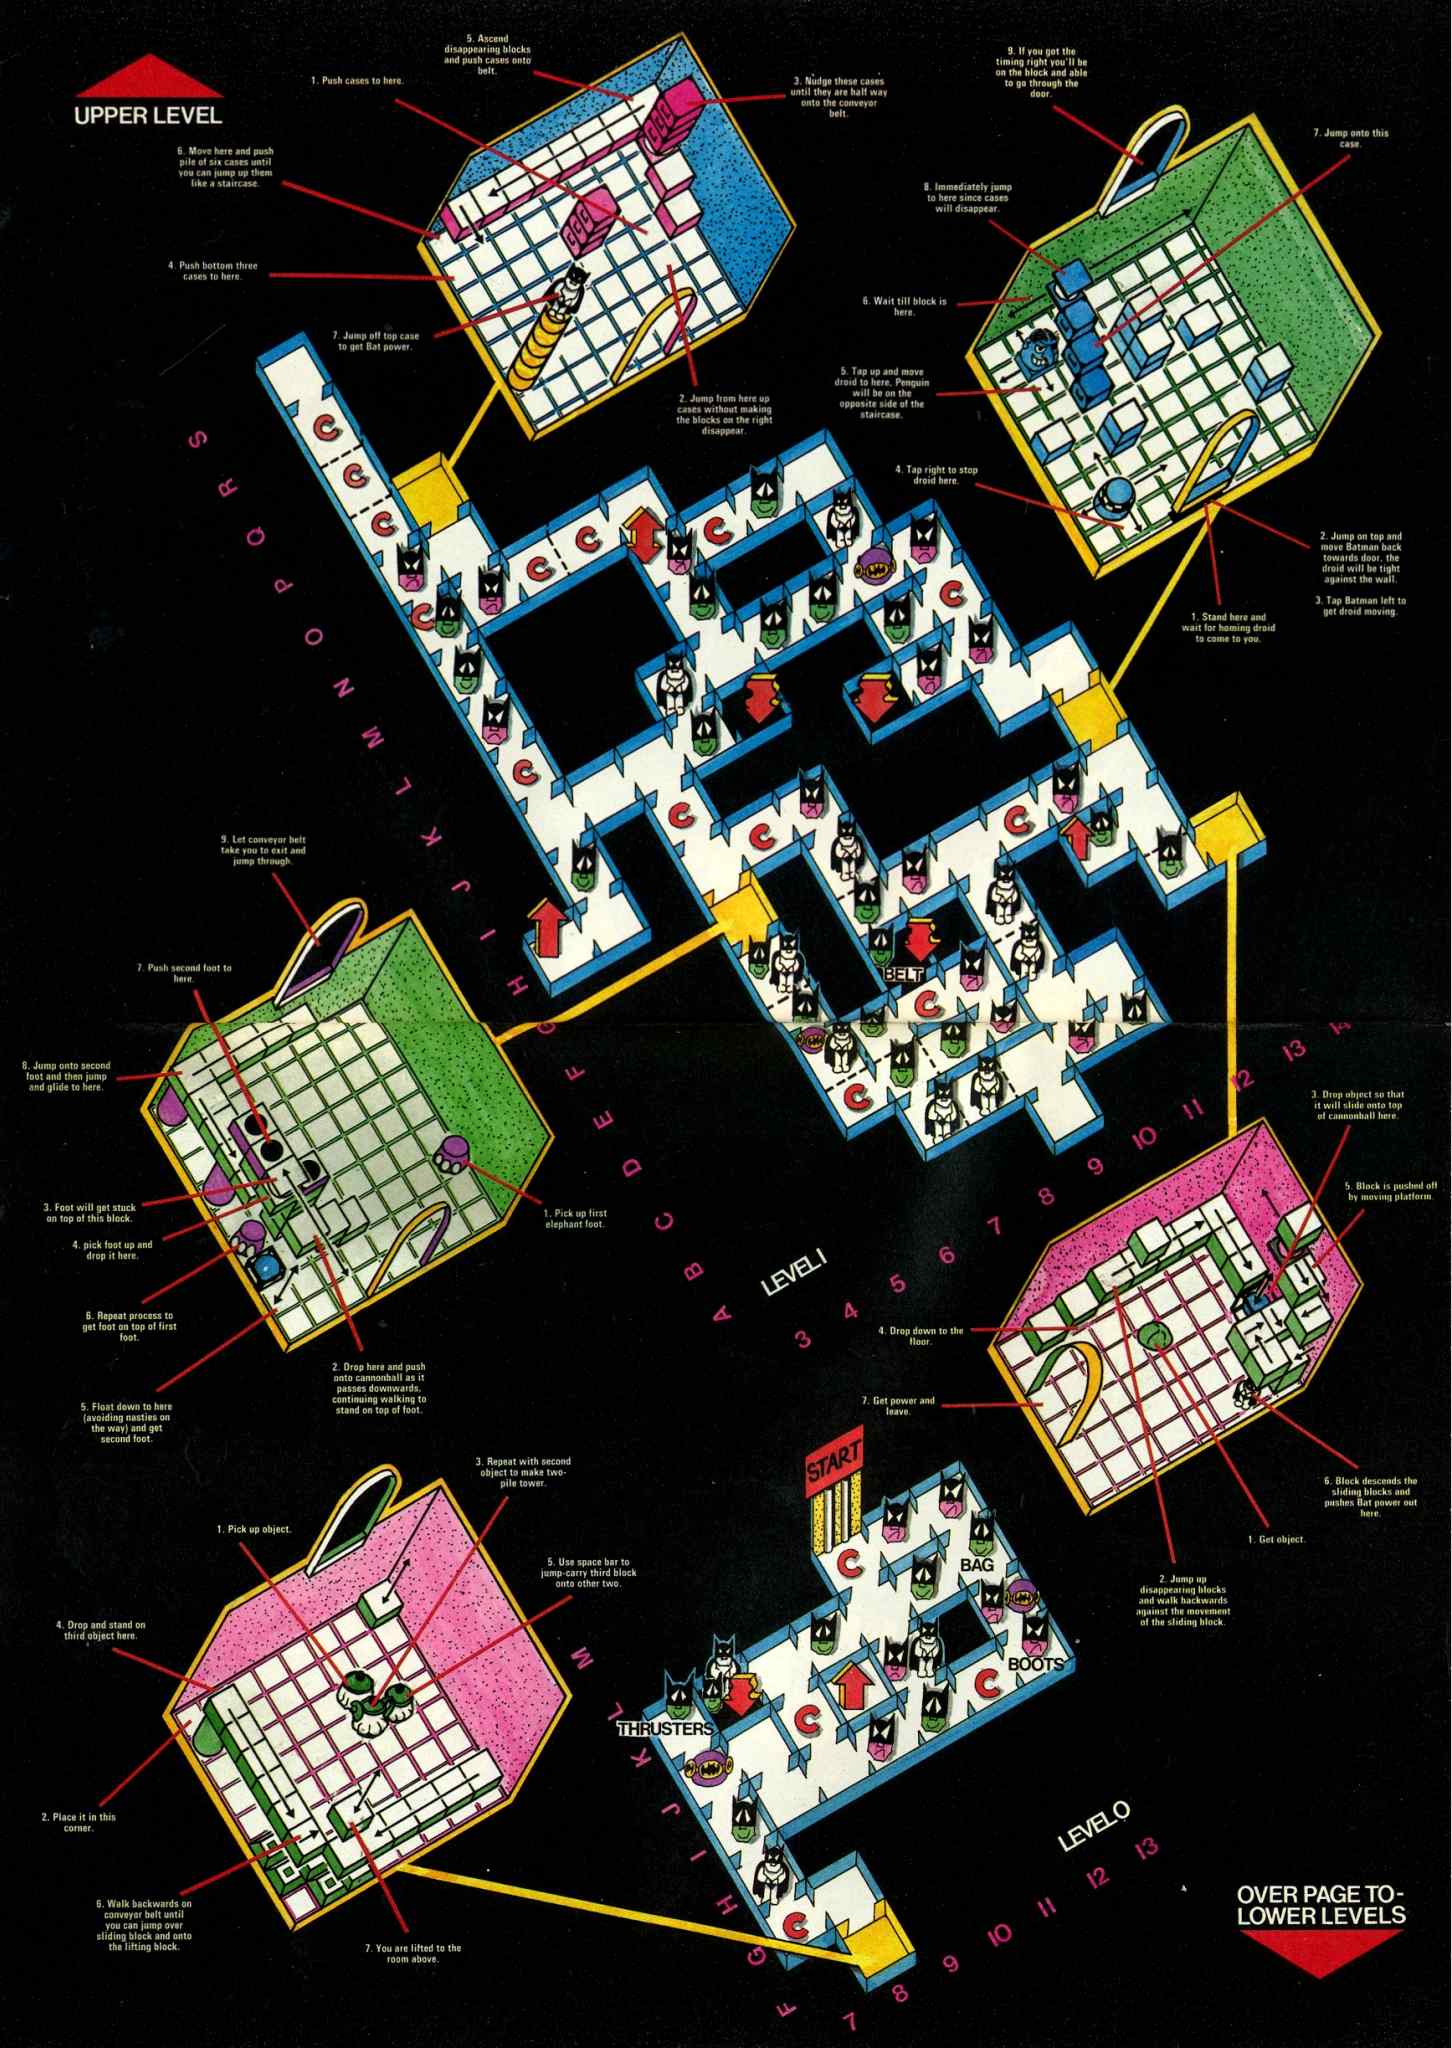 UPPER LEVEL
5. Ascend
disappearing blocks
and push cases onto
belt.
1. Push cases to here.
3. Nudge these cases
until they are half way
onto the conveyor
belt.
6. Move here and push
pile of six cases until
you can jump up them
like a staircase.
4. Push bottom three
cases to here.
7. Jump off top case
to get Bat power.
2. Jump from here up
cases without making
the blocks on the right
disappear.
9. If you got the
timing right you'll be
on the block and able
to go through the
door.
7. Jump onto this
case.
8. Immediately jump
to here since cases
will disappear.
6. Wait till block is
here.
5. Tap up and move
droid to here, Penguin
will be on the
opposite side of the
staircase.
4. Tap right to stop
droid here.
2. Jump on top and
move Batman back
towards door, the
droid will be tight
against the wall.
3. Tap Batman left to
get droid moving.
1. Stand here and
wait for homing droid
to come to you.
S
R
Q
P
O
N
M
L
K
J
I
H
G
F
E
D
C
B
A
C
C
C
C
C
C
C
C
C
C
C
C
C
C
BELT
LEVEL I
3
4
5
6
7
8
9
10
11
12
13
14
9. Let conveyor belt
take you to exit and
jump through.
7. Push second foot to
here.
8. Jump onto second
foot and then jump
and glide to here.
3. Foot will get stuck
on top of this block.
4. pick foot up and
drop it here.
6. Repeat process to
get foot on top of first
foot.
5. Float down to here
(avoiding nasties on
the way) and get
second foot.
2. Drop here and push
onto cannonball as it
passes downwards,
continuing walking to
stand on top of foot.
1. Pick up first
elephant foot.
3. Drop object so that
it will slide onto top
of cannonball here.
5. Block is pushed off
by moving platform.
4. Drop down to the
floor.
7. Get power and
leave.
6. Block descends the
sliding blocks and
pushes Bat power out
here.
1. Get object.
2. Jump up
disappearing blocks
and walk backwards
against the movement
of the sliding block.
3. Repeat with second
object to make two-
pile tower.
1. Pick up object.
5. Use space bar to
jump-carry third block
onto other two.
4. Drop and stand on
third object here.
2. Place it in this
corner.
6. Walk backwards on
conveyor belt until
you can jump over
sliding block and onto
the lifting block.
7. You are lifted to the
room above.
START
C
BAG
BOOTS
C
C
THRUSTERS
C
M
L
K
J
I
H
G
F
LEVEL O
7
8
9
10
11
12
13
OVER PAGE TO-
LOWER LEVELS